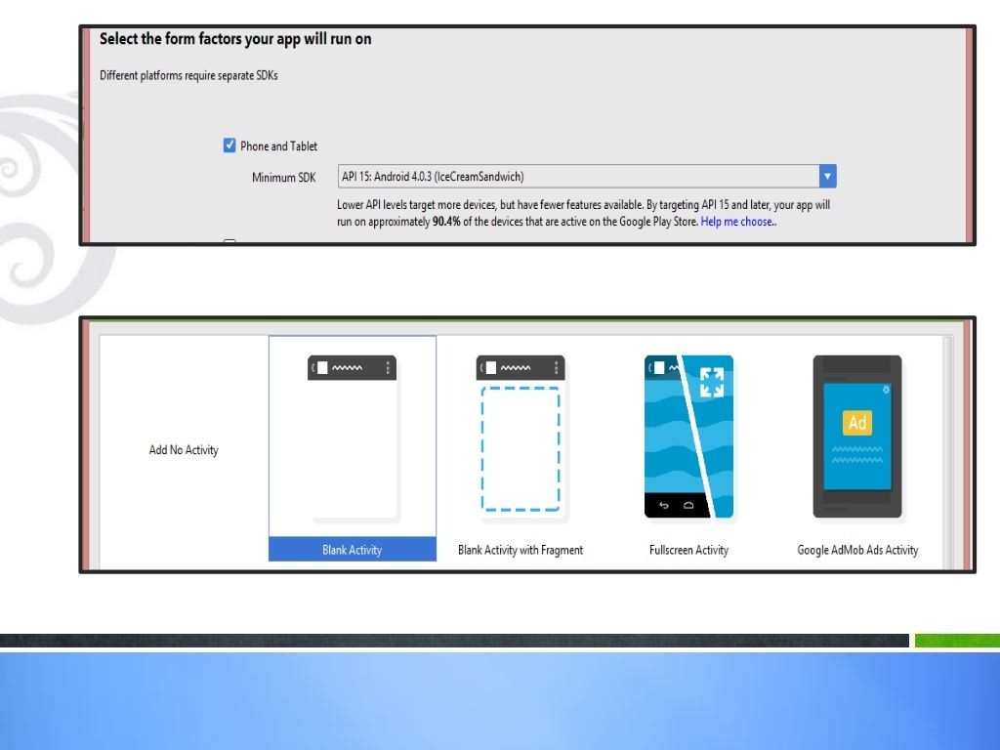 Select the form factors your app will run on
Different platforms require separate SDKs
Phone and Tablet
Minimum SDK
API 15: Android 4.0.3 (IceCreamSandwich)
Lower API levels target more devices, but have fewer features available. By targeting API 15 and later, your app will
run on approximately 90.4% of the devices that are active on the Google Play Store. Help me choose..
Add No Activity
Ad
Blank Activity
Blank Activity with Fragment
Fullscreen Activity
Google AdMob Ads Activity